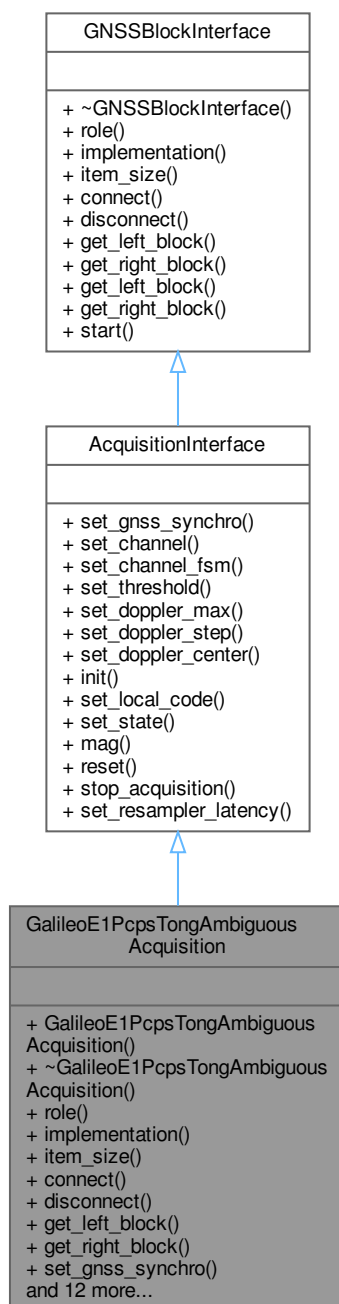 GNSSBlockInterface
+ ~GNSSBlockInterface()
+ role()
+ implementation()
+ item_size()
+ connect()
+ disconnect()
+ get_left_block()
+ get_right_block()
+ get_left_block()
+ get_right_block()
+ start()
AcquisitionInterface
+ set_gnss_synchro()
+ set_channel()
+ set_channel_fsm()
+ set_threshold()
+ set_doppler_max()
+ set_doppler_step()
+ set_doppler_center()
+ init()
+ set_local_code()
+ set_state()
+ mag()
+ reset()
+ stop_acquisition()
+ set_resampler_latency()
GalileoE1PcpsTongAmbiguous
Acquisition
+ GalileoE1PcpsTongAmbiguous
Acquisition()
+ ~GalileoE1PcpsTongAmbiguous
Acquisition()
+ role()
+ implementation()
+ item_size()
+ connect()
+ disconnect()
+ get_left_block()
+ get_right_block()
+ set_gnss_synchro()
and 12 more...